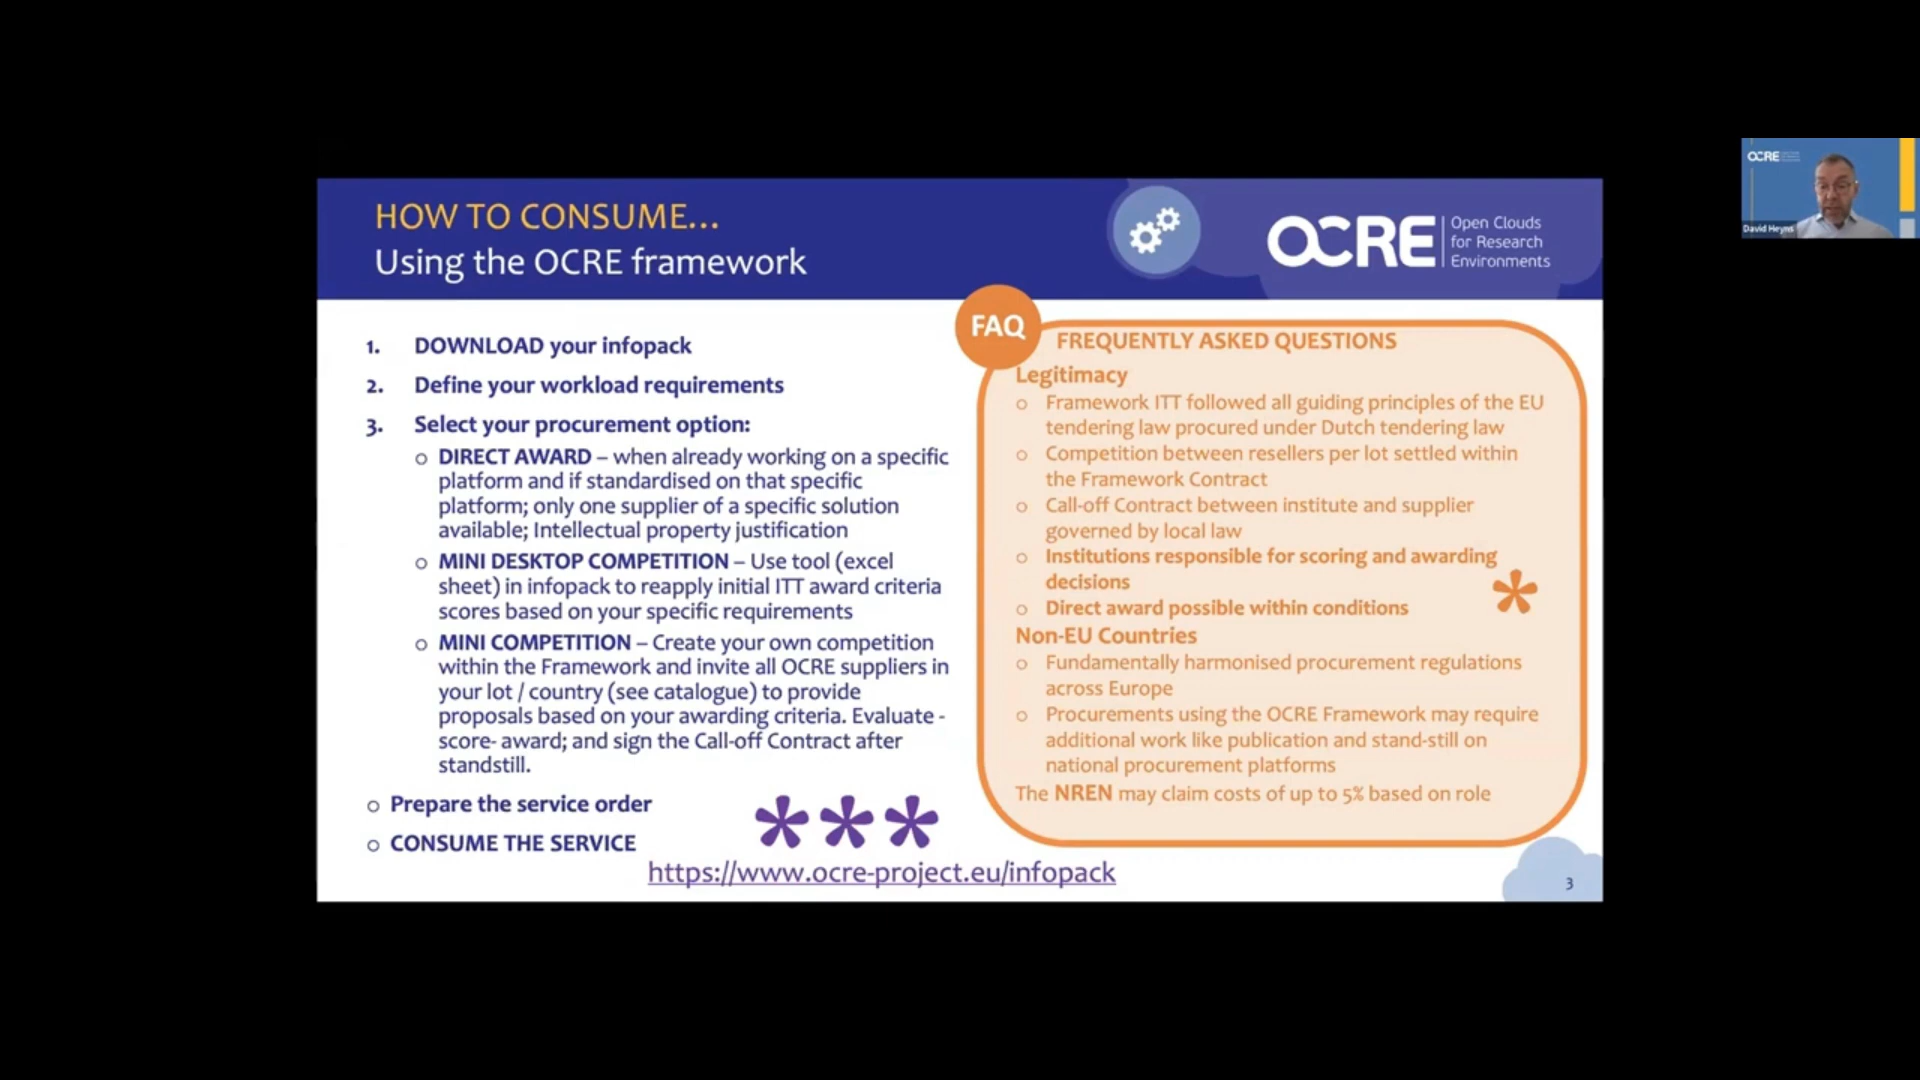 HOW TO CONSUME...
Using the OCRE framework
OCRE
Open Clouds
for Research
Environments
1. DOWNLOAD your infopack
2. Define your workload requirements
3. Select your procurement option:
o DIRECT AWARD – when already working on a specific
platform and if standardised on that specific
platform; only one supplier of a specific solution
available; Intellectual property justification
o MINI DESKTOP COMPETITION – Use tool (excel
sheet) in infopack to reapply initial ITT award criteria
scores based on your specific requirements
o MINI COMPETITION – Create your own competition
within the Framework and invite all OCRE suppliers in
your lot / country (see catalogue) to provide
proposals based on your awarding criteria. Evaluate -
score- award; and sign the Call-off Contract after
standstill.
o Prepare the service order
o CONSUME THE SERVICE
***
https://www.ocre-project.eu/infopack
FAQ
FREQUENTLY ASKED QUESTIONS
Legitimacy
o Framework ITT followed all guiding principles of the EU
tendering law procured under Dutch tendering law
o Competition between resellers per lot settled within
the Framework Contract
o Call-off Contract between institute and supplier
governed by local law
o Institutions responsible for scoring and awarding
decisions
o Direct award possible within conditions
*
Non-EU Countries
o Fundamentally harmonised procurement regulations
across Europe
o Procurements using the OCRE Framework may require
additional work like publication and stand-still on
national procurement platforms
The NREN may claim costs of up to 5% based on role
3
OCRE
David Heyns